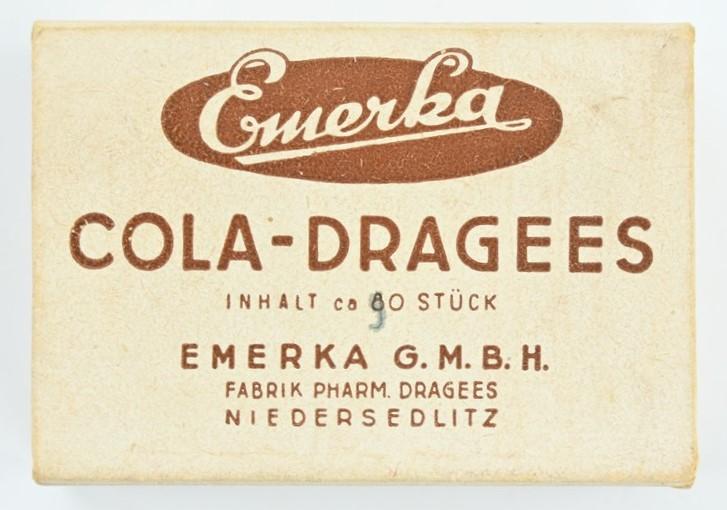 Emerka
COLA-DRAGEES
INHALT ca 80 STÜCK
EMERKA G.M.B.H.
FABRIK PHARM. DRAGEES
NIEDERSEDLITZ